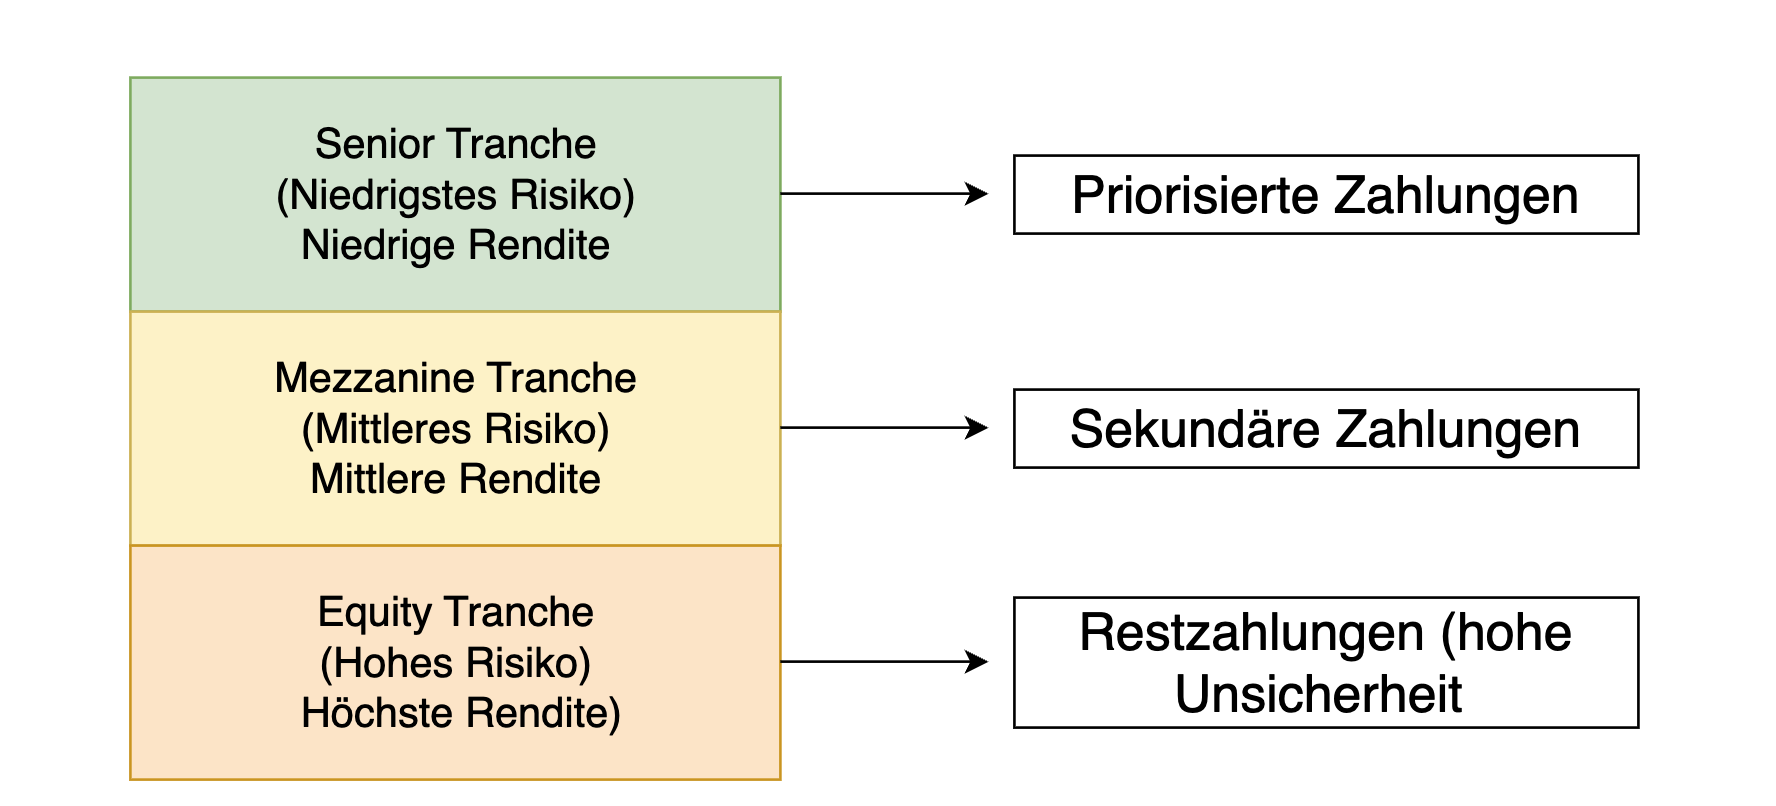 Senior Tranche
(Niedrigstes Risiko)
Niedrige Rendite
Priorisierte Zahlungen
Mezzanine Tranche
(Mittleres Risiko)
Mittlere Rendite
Sekundäre Zahlungen
Equity Tranche
(Hohes Risiko)
Höchste Rendite)
Restzahlungen (hohe
Unsicherheit